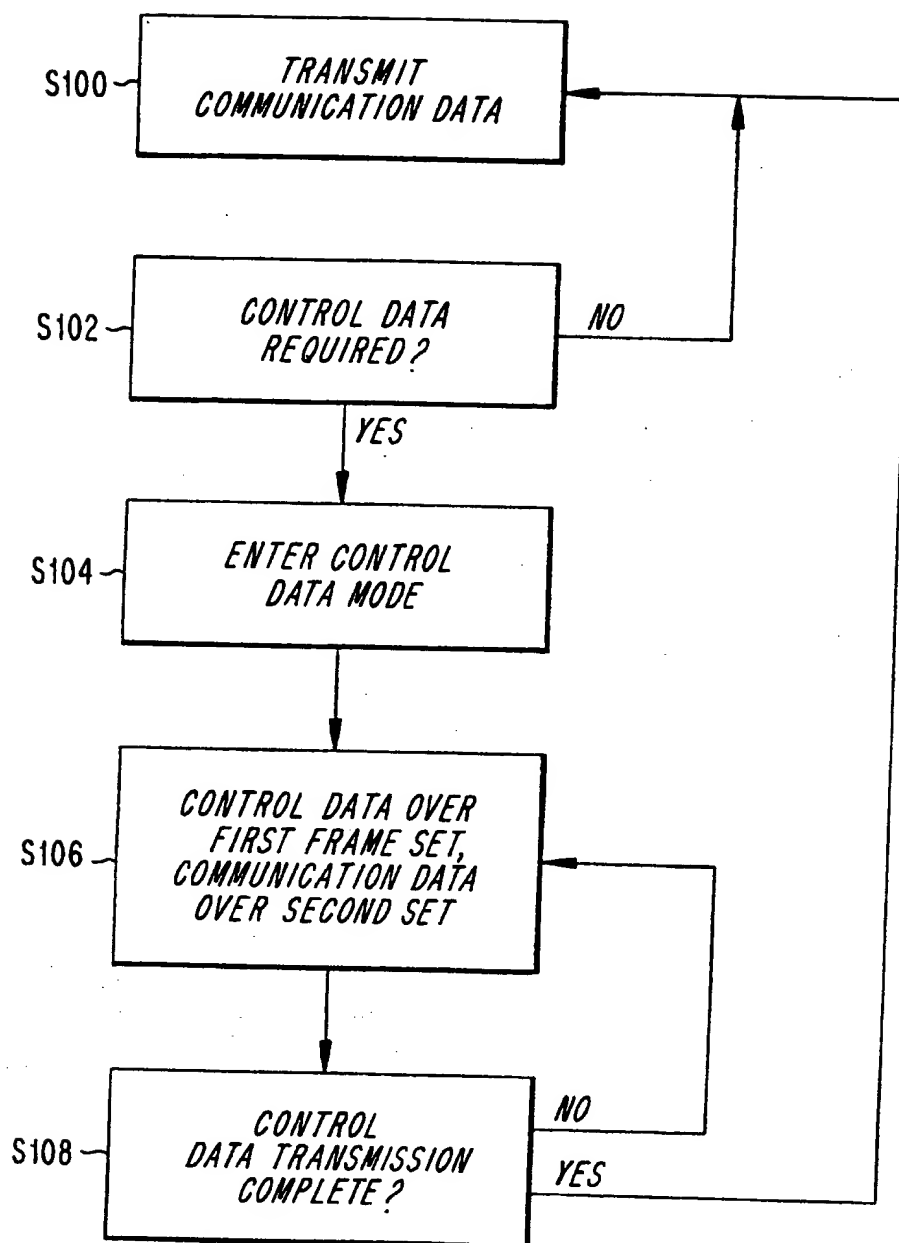 S100
TRANSMIT
COMMUNICATION DATA
S102
CONTROL DATA
REQUIRED?
NO
YES
S104
ENTER CONTROL
DATA MODE
S106
CONTROL DATA OVER
FIRST FRAME SET,
COMMUNICATION DATA
OVER SECOND SET
S108
CONTROL
DATA TRANSMISSION
COMPLETE?
NO
YES